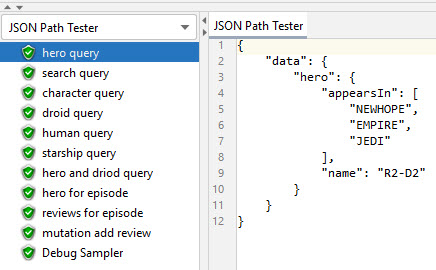 JSON Path Tester
hero query
search query
character query
droid query
human query
starship query
hero and driod query
hero for episode
reviews for episode
mutation add review
Debug Sampler
JSON Path Tester
1 {
2 "data": {
3 "hero": {
4 "appearsIn": [
5 "NEWHOPE",
6 "EMPIRE",
7 "JEDI"
8 ],
9 "name": "R2-D2"
10 }
11 }
12 }